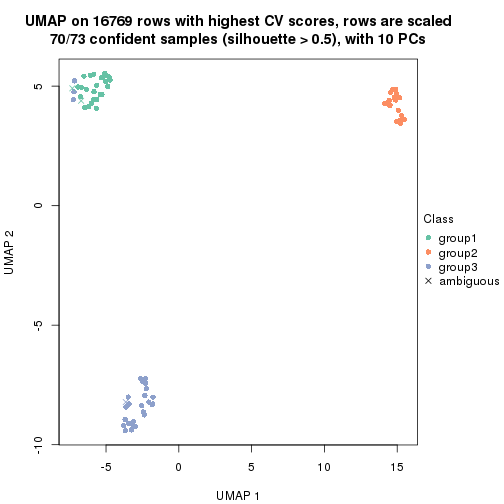 UMAP on 16769 rows with highest CV scores, rows are scaled
70/73 confident samples (silhouette > 0.5), with 10 PCs
5
0
-5
-10
UMAP 2
-5
0
5
10
15
UMAP 1
Class
group1
group2
group3
ambiguous